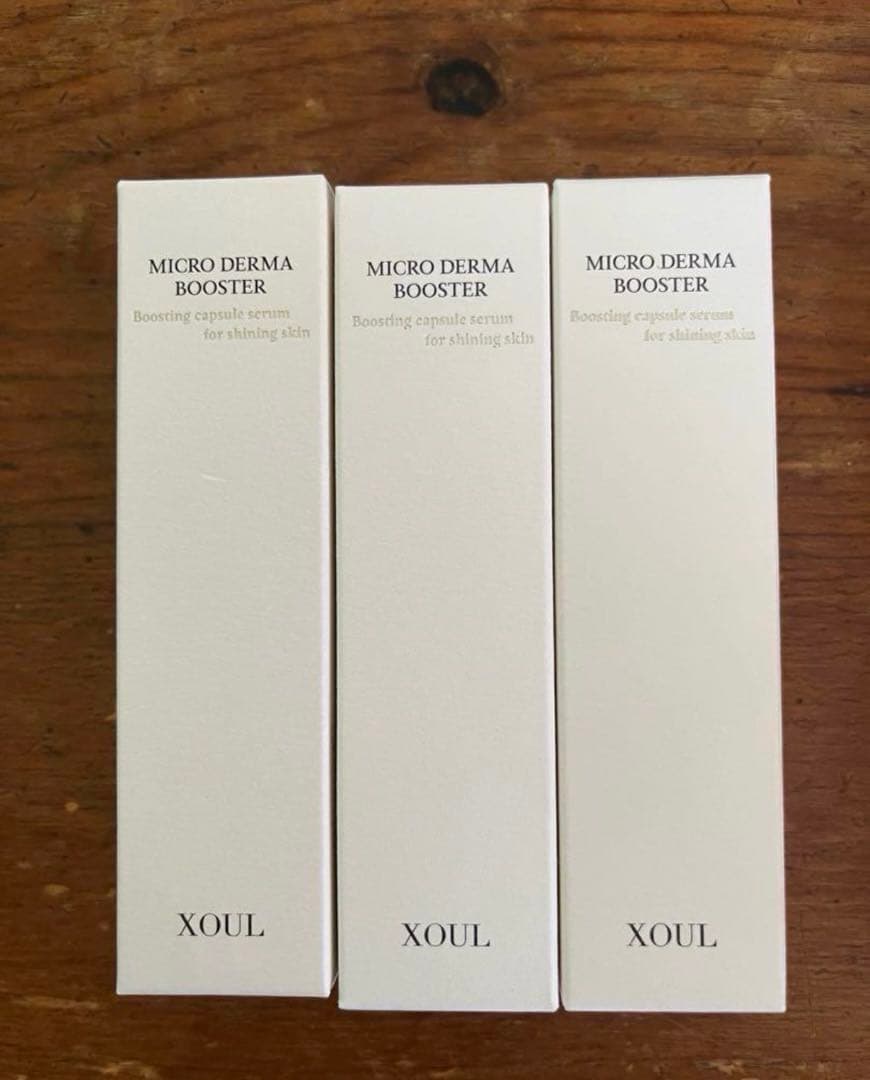 MICRO DERMA
BOOSTER
Boosting capsule serum
for shining skin
XOUL
MICRO DERMA
BOOSTER
Boosting capsule serum
for shining skin
XOUL
MICRO DERMA
BOOSTER
Boosting capsule serum
for shining skin
XOUL